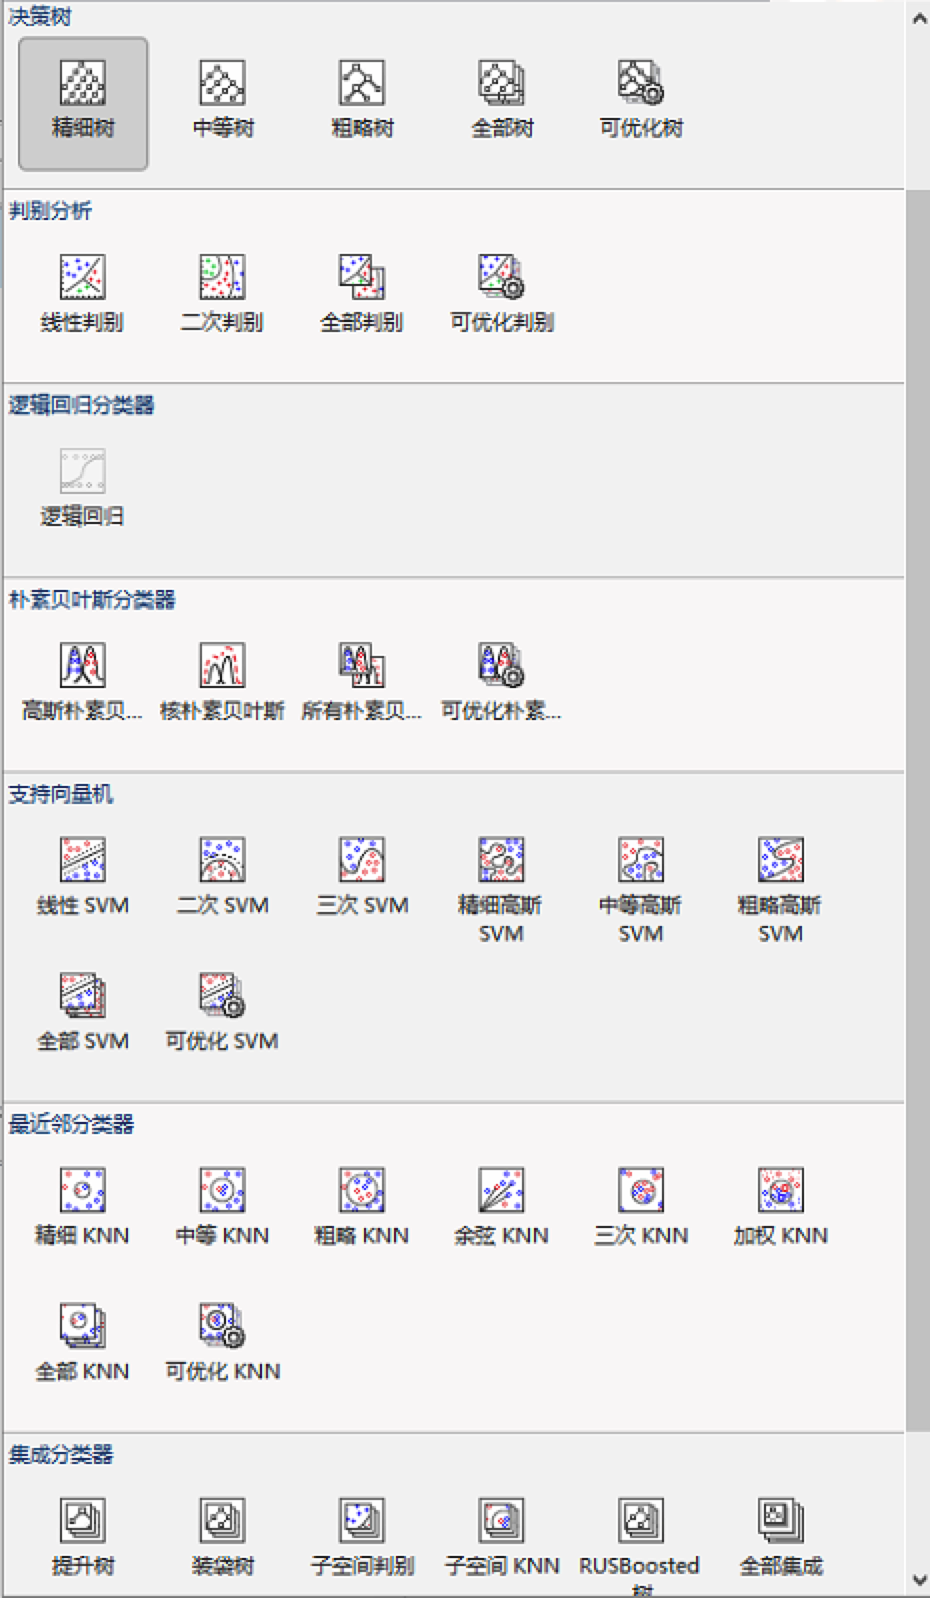 决策树
精细树 中等树 粗略树 全部树 可优化树
判别分析
线性判别 二次判别 全部判别 可优化判别
逻辑回归分类器
逻辑回归
朴素贝叶斯分类器
高斯朴素贝... 核朴素贝叶斯 所有朴素贝... 可优化朴素...
支持向量机
线性 SVM 二次 SVM 三次 SVM 精细高斯 SVM 中等高斯 SVM 粗略高斯 SVM
全部 SVM 可优化 SVM
最近邻分类器
精细 KNN 中等 KNN 粗略 KNN 余弦 KNN 三次 KNN 加权 KNN
全部 KNN 可优化 KNN
集成分类器
提升树 装袋树 子空间判别 子空间 KNN RUSBoosted 树 全部集成